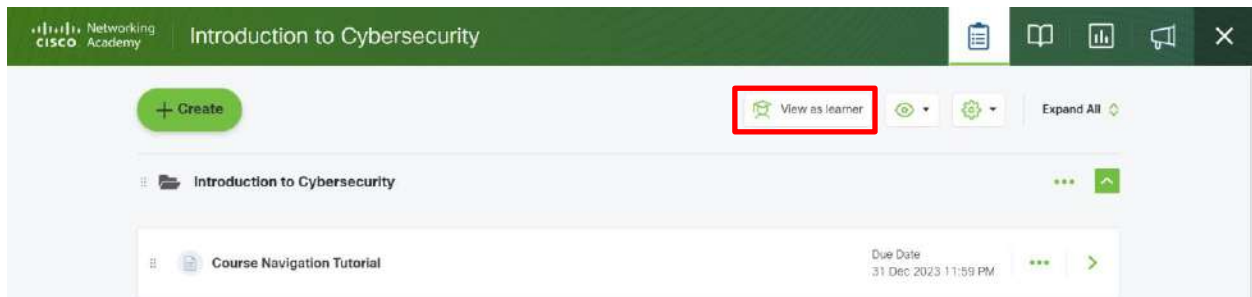 Networking
CISCO Academy
Introduction to Cybersecurity
+ Create
View as learner
Expand All
Introduction to Cybersecurity
Course Navigation Tutorial
Due Date
31 Dec 2023 11:59 PM